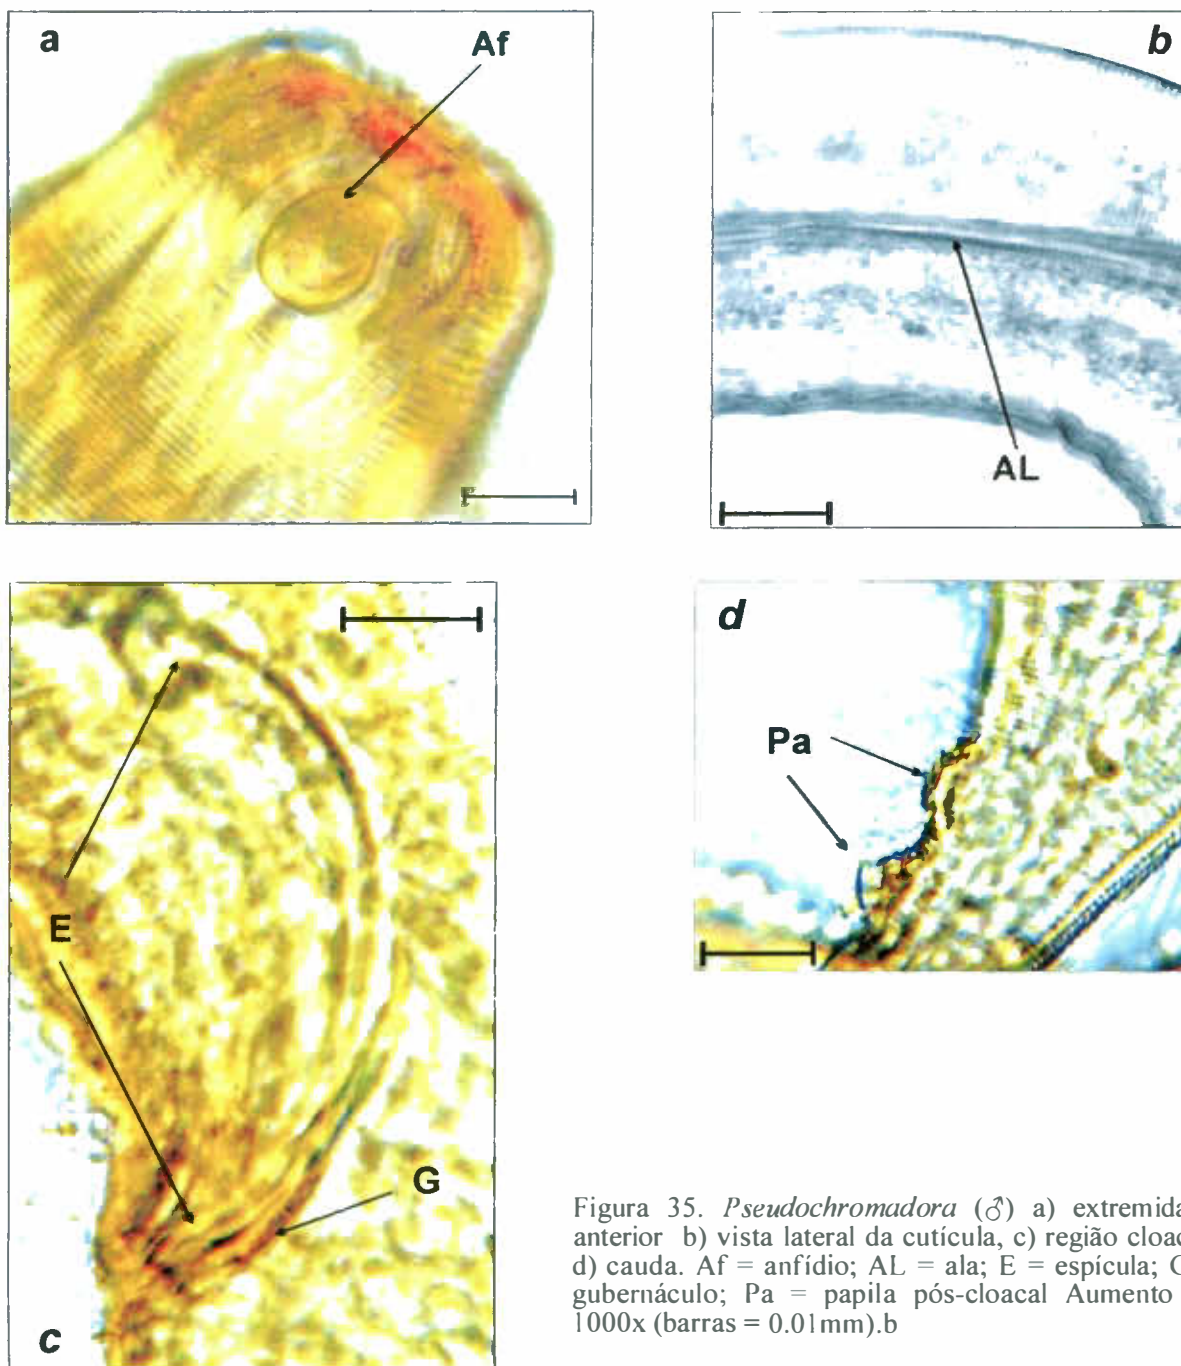 a
Af
b
AL
c
E
G
d
Pa
Figura 35. Pseudochromadora (♂) a) extremida
anterior b) vista lateral da cutícula, c) região cloac
d) cauda. Af = anfídio; AL = ala; E = espícula; G
gubernáculo; Pa = papila pós-cloacal Aumento
1000x (barras = 0.01mm).b